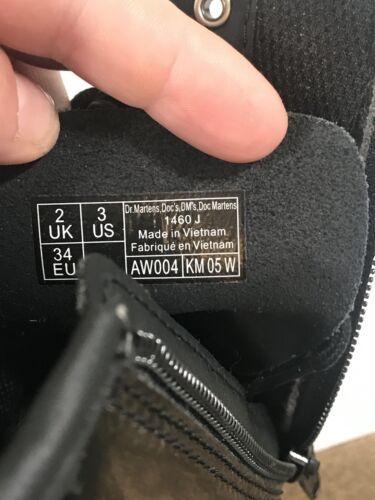 2 UK
3 US
34 EU
Dr.Martens,Doc's,DM's,Doc Martens
1460 J
Made in Vietnam
Fabriqué en Vietnam
AW004 KM 05 W